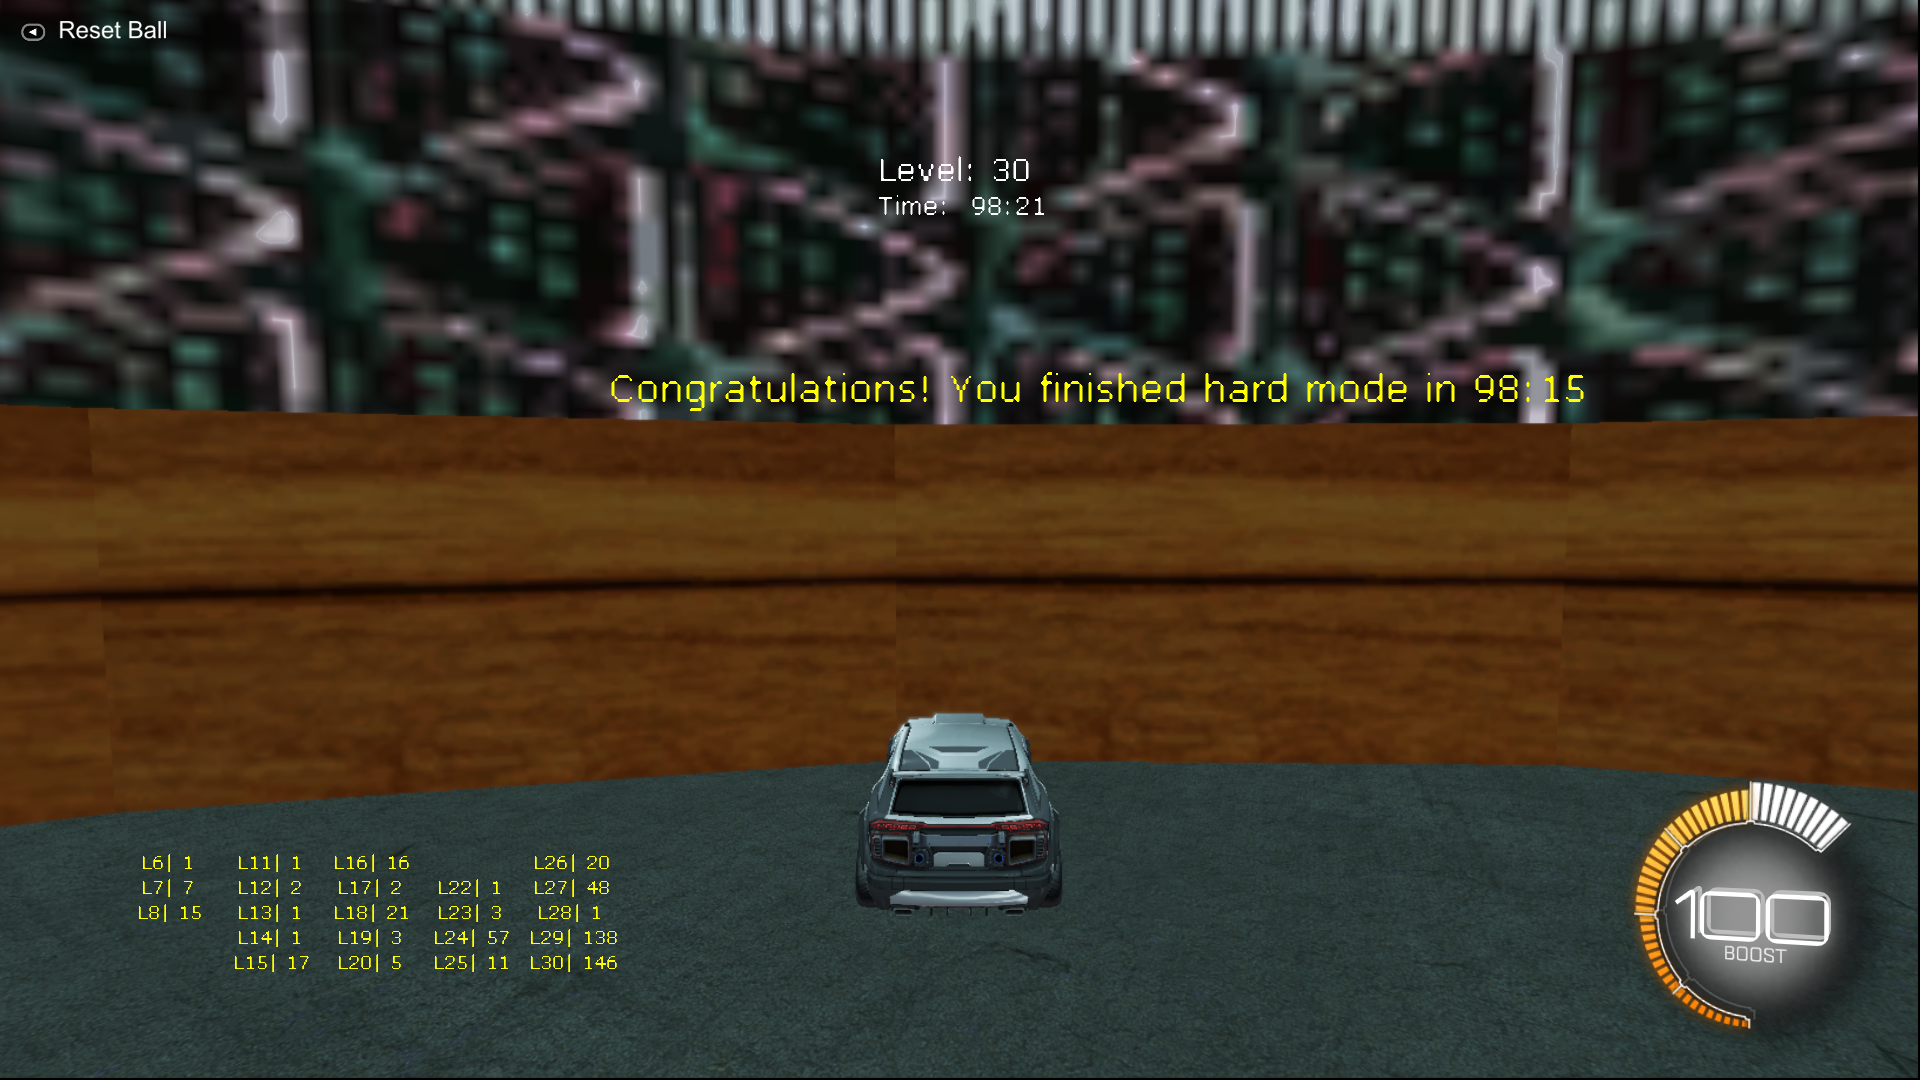 Reset Ball
Level: 30
Time: 98:21
Congratulations! You finished hard mode in 98:15
L6| 1 L11| 1 L16| 16 L26| 20
L7| 7 L12| 2 L17| 2 L22| 1 L27| 48
L8| 15 L13| 1 L18| 21 L23| 3 L28| 1
L14| 1 L19| 3 L24| 57 L29| 138
L15| 17 L20| 5 L25| 11 L30| 146
100
BOOST